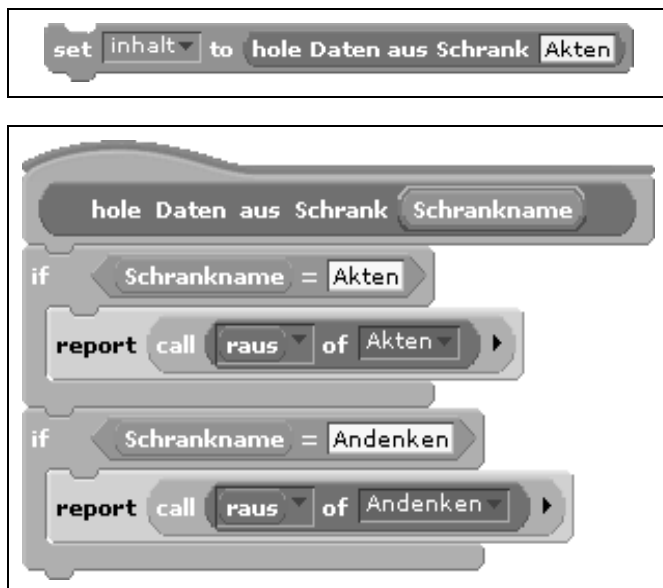 set inhalt to hole Daten aus Schrank Akten
hole Daten aus Schrank Schrankname
if Schrankname = Akten
report call raus of Akten
if Schrankname = Andenken
report call raus of Andenken